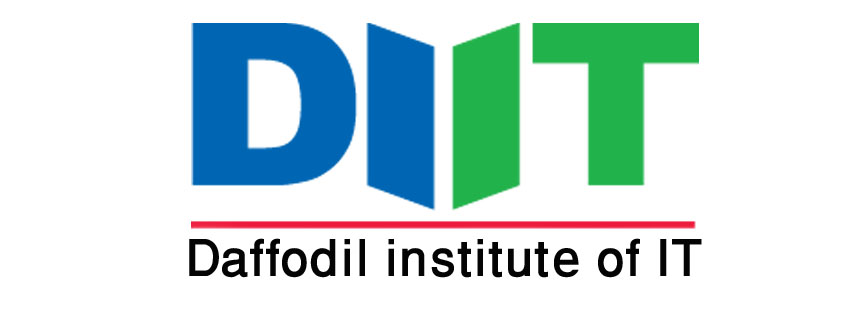 DIIT
Daffodil institute of IT